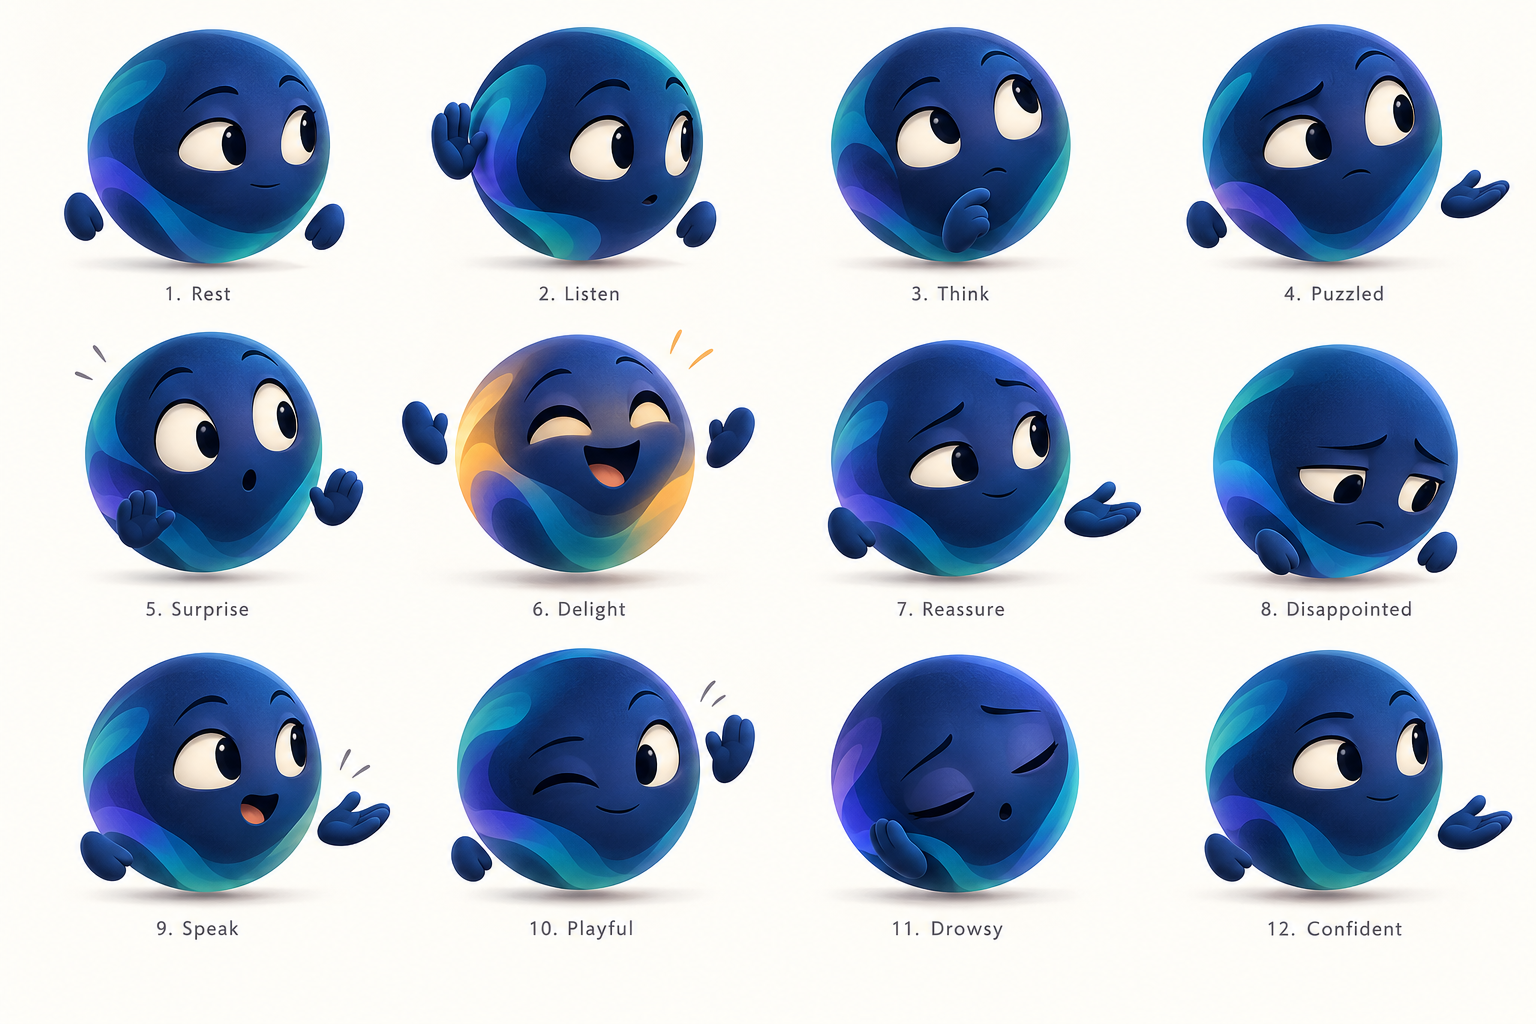 1. Rest
2. Listen
3. Think
4. Puzzled
5. Surprise
6. Delight
7. Reassure
8. Disappointed
9. Speak
10. Playful
11. Drowsy
12. Confident